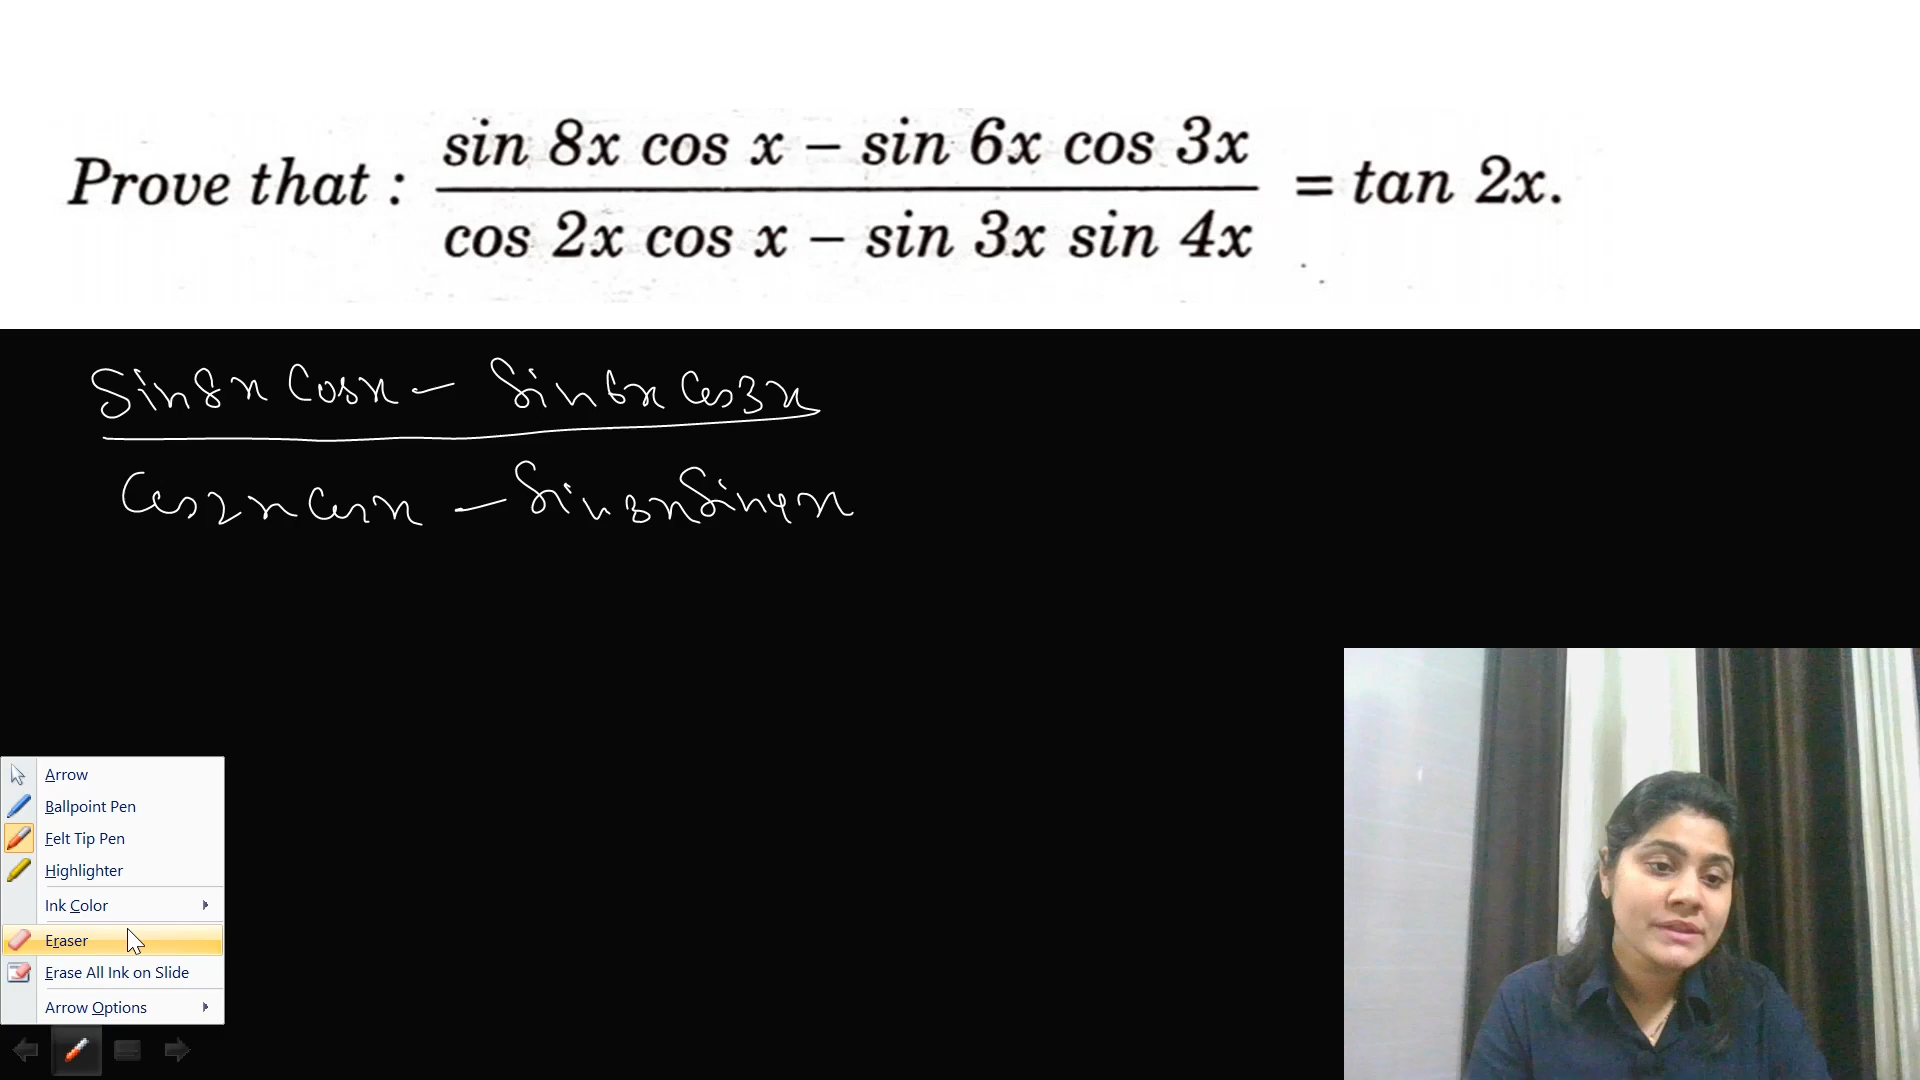 Prove that : sin 8x cos x – sin 6x cos 3x / cos 2x cos x – sin 3x sin 4x = tan 2x.
Sin8x Cosx – Sin6x Cos3x
Cos2x Cosx – Sin3x Sin4x
Arrow
Ballpoint Pen
Felt Tip Pen
Highlighter
Ink Color
Eraser
Erase All Ink on Slide
Arrow Options